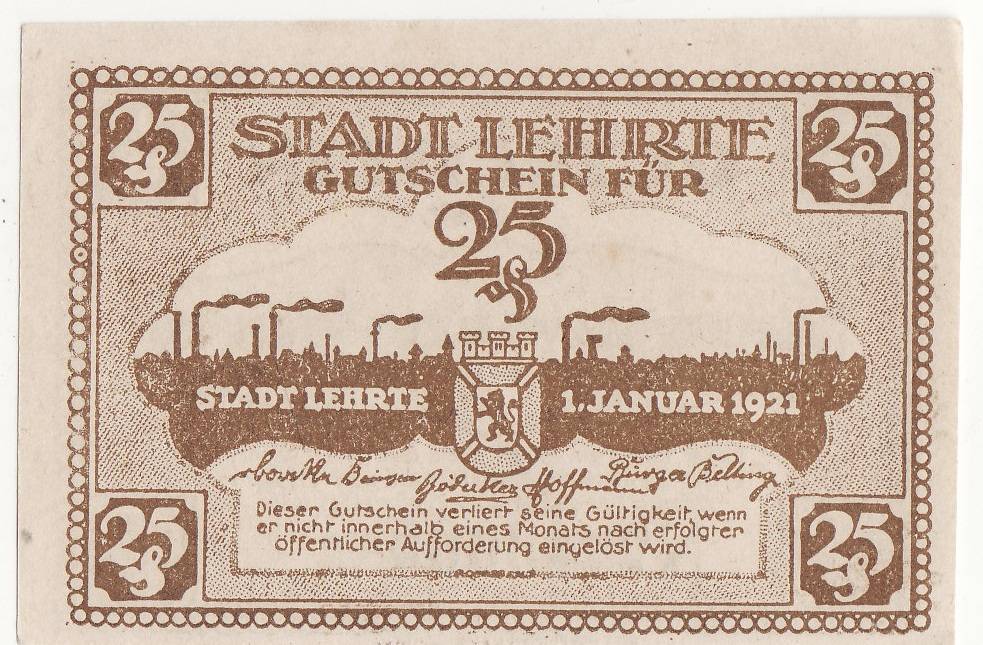 25 ₰
STADT LEHRTE
25 ₰
GUTSCHEIN FÜR
25 ₰
STADT LEHRTE
1. JANUAR 1921
Hoffmann
Dieser Gutschein verliert seine Gültigkeit, wenn
er nicht innerhalb eines Monats nach erfolgter
öffentlicher Aufforderung eingelöst wird.
25 ₰
25 ₰